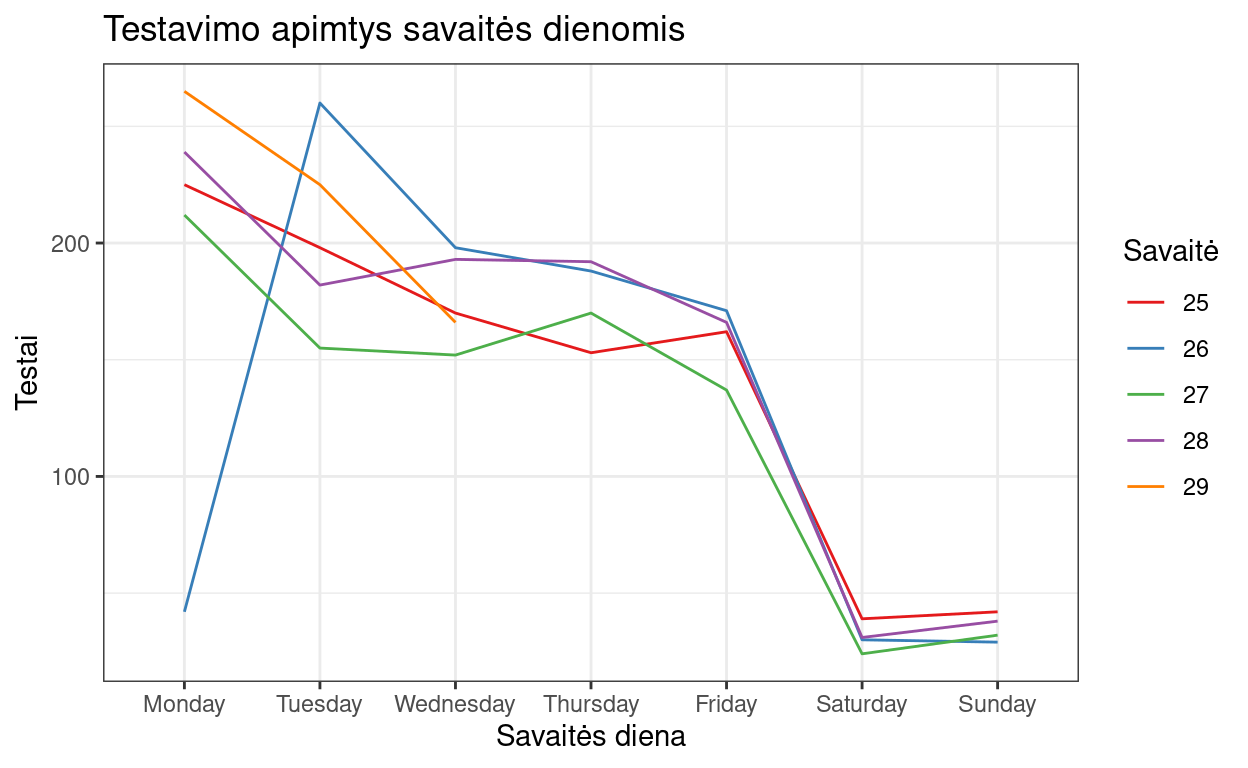 Testavimo apimtys savaitės dienomis
Testai
200
100
Monday Tuesday Wednesday Thursday Friday Saturday Sunday
Savaitės diena
Savaitė
25
26
27
28
29